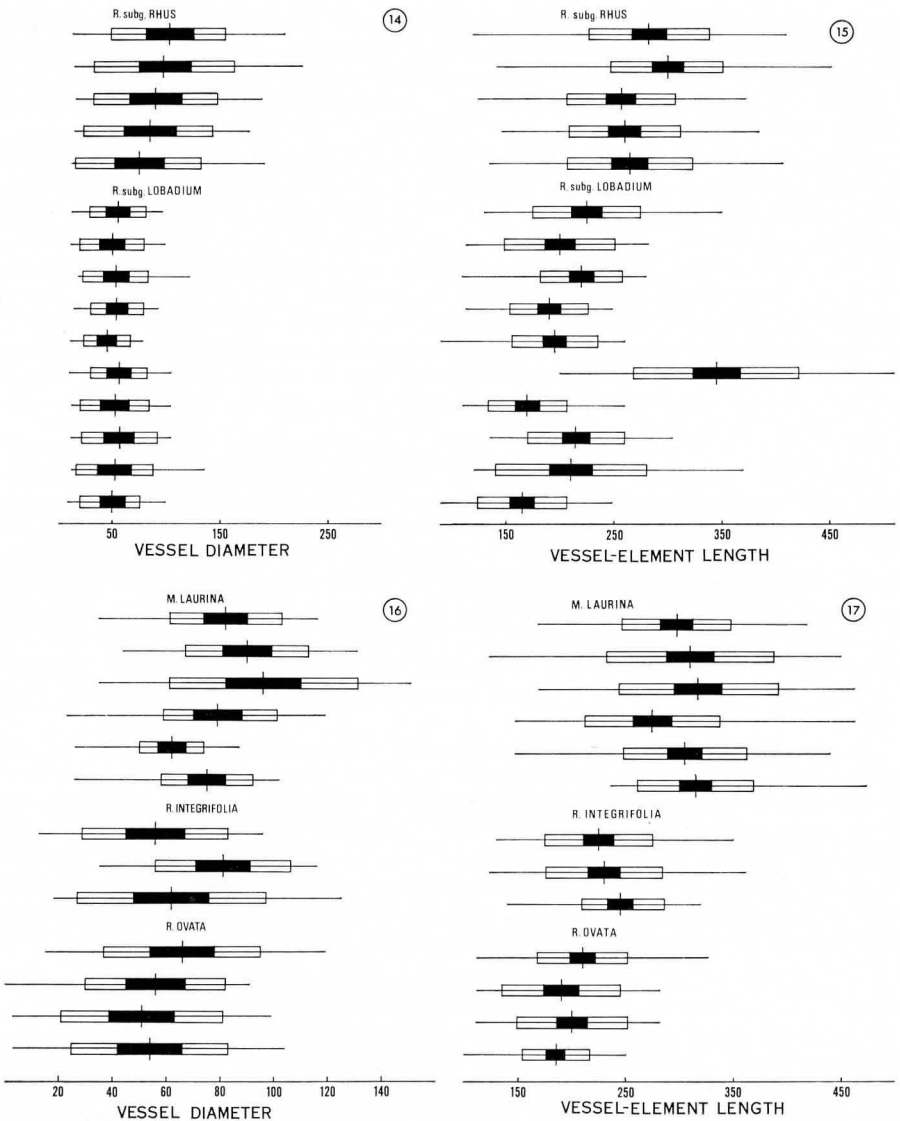 R. subg. RHUS
14
R. subg. LOBADIUM
50 150 250
VESSEL DIAMETER
R. subg. RHUS
15
R. subg. LOBADIUM
150 250 350 450
VESSEL-ELEMENT LENGTH
M. LAURINA
16
R. INTEGRIFOLIA
R. OVATA
20 40 60 80 100 120 140
VESSEL DIAMETER
M. LAURINA
17
R. INTEGRIFOLIA
R. OVATA
150 250 350 450
VESSEL-ELEMENT LENGTH